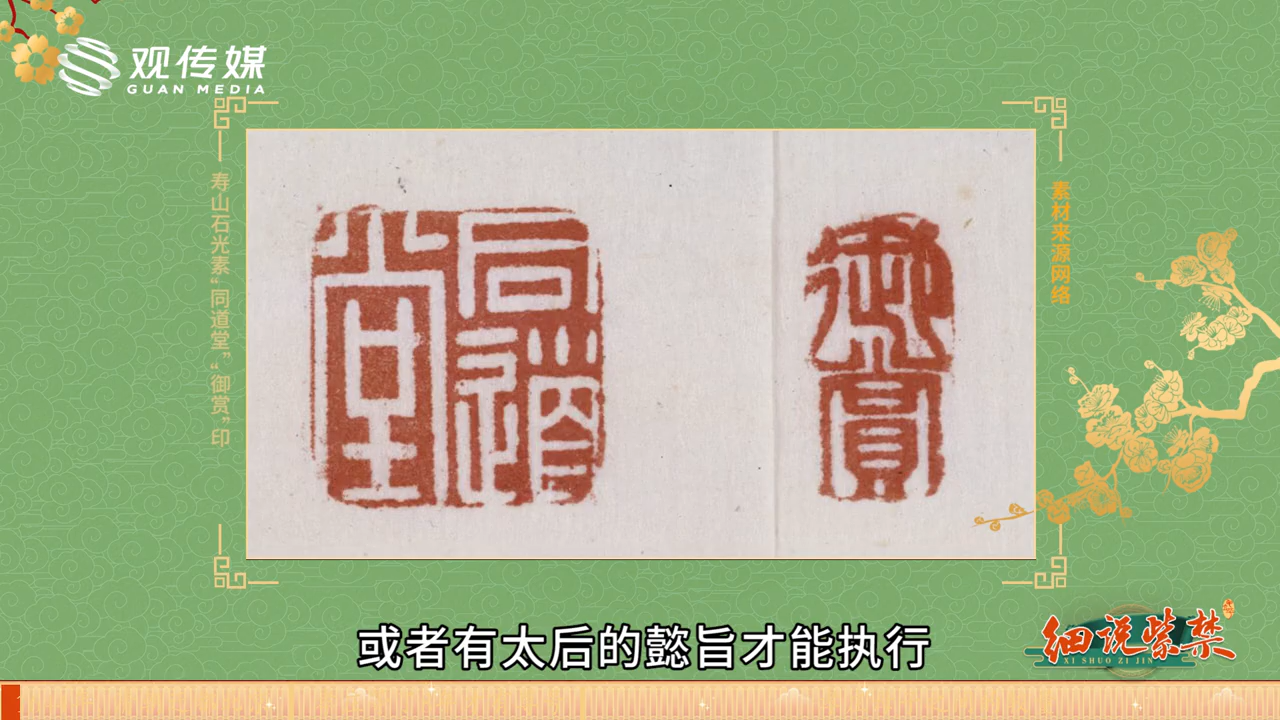 观传媒
GUAN MEDIA
寿山石光素“同道堂”“御赏”印
素材来源网络
同道堂
御赏
或者有太后的懿旨才能执行
细说紫禁
XI SHUO ZI JIN